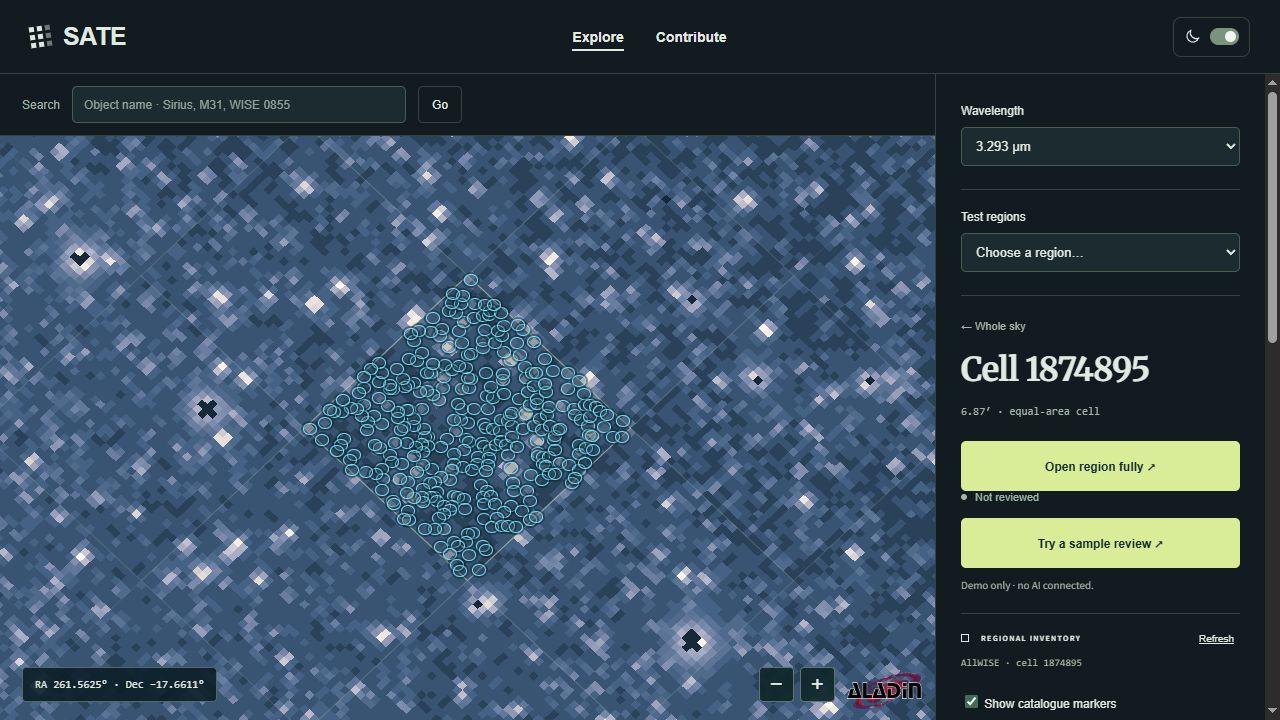 SATE
Explore
Contribute
Search
Object name · Sirius, M31, WISE 0855
Go
Wavelength
3.293 µm
Test regions
Choose a region...
← Whole sky
Cell 1874895
6.87′ · equal-area cell
Open region fully ↗
Not reviewed
Try a sample review ↗
Demo only · no AI connected.
REGIONAL INVENTORY
Refresh
AllWISE · cell 1874895
Show catalogue markers
RA 261.5625° · Dec −17.6611°
−
+
ALADIN